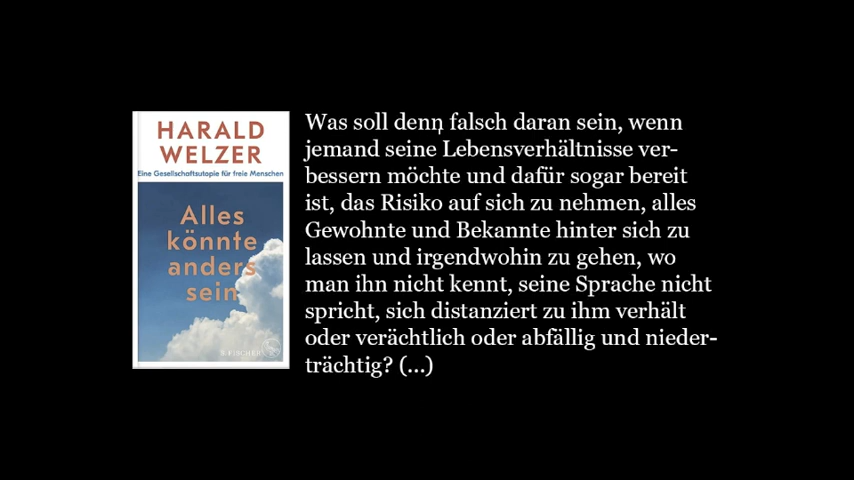 HARALD
WELZER
Eine Gesellschaftsutopie für freie Menschen
Alles
könnte
anders
sein
S. FISCHER
Was soll denn falsch daran sein, wenn
jemand seine Lebensverhältnisse ver-
bessern möchte und dafür sogar bereit
ist, das Risiko auf sich zu nehmen, alles
Gewohnte und Bekannte hinter sich zu
lassen und irgendwohin zu gehen, wo
man ihn nicht kennt, seine Sprache nicht
spricht, sich distanziert zu ihm verhält
oder verächtlich oder abfällig und nieder-
trächtig? (...)